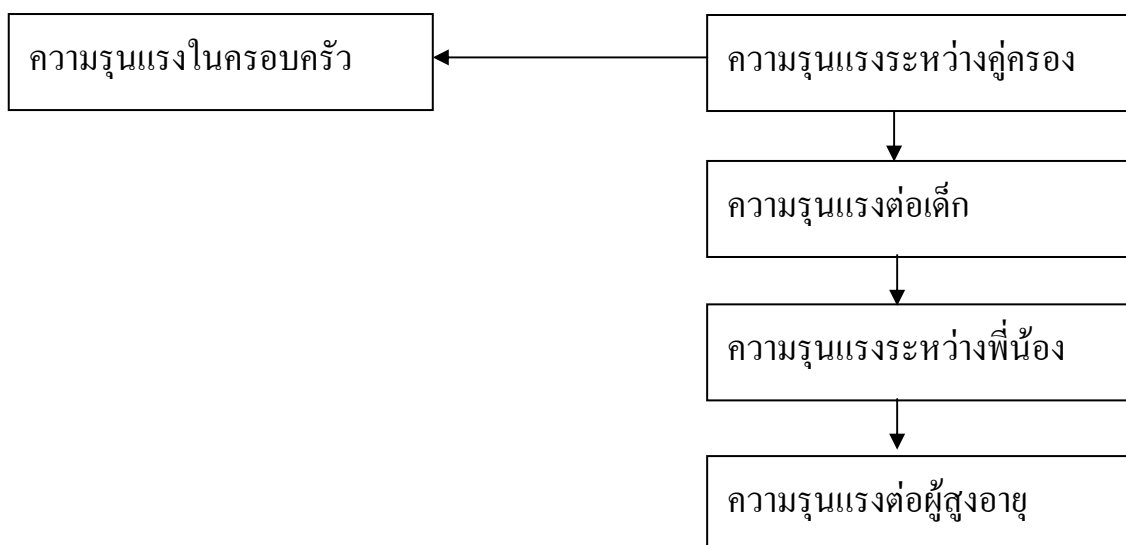 ความรุนแรงในครอบครัว
ความรุนแรงระหว่างคู่ครอง
ความรุนแรงต่อเด็ก
ความรุนแรงระหว่างพี่น้อง
ความรุนแรงต่อผู้สูงอายุ